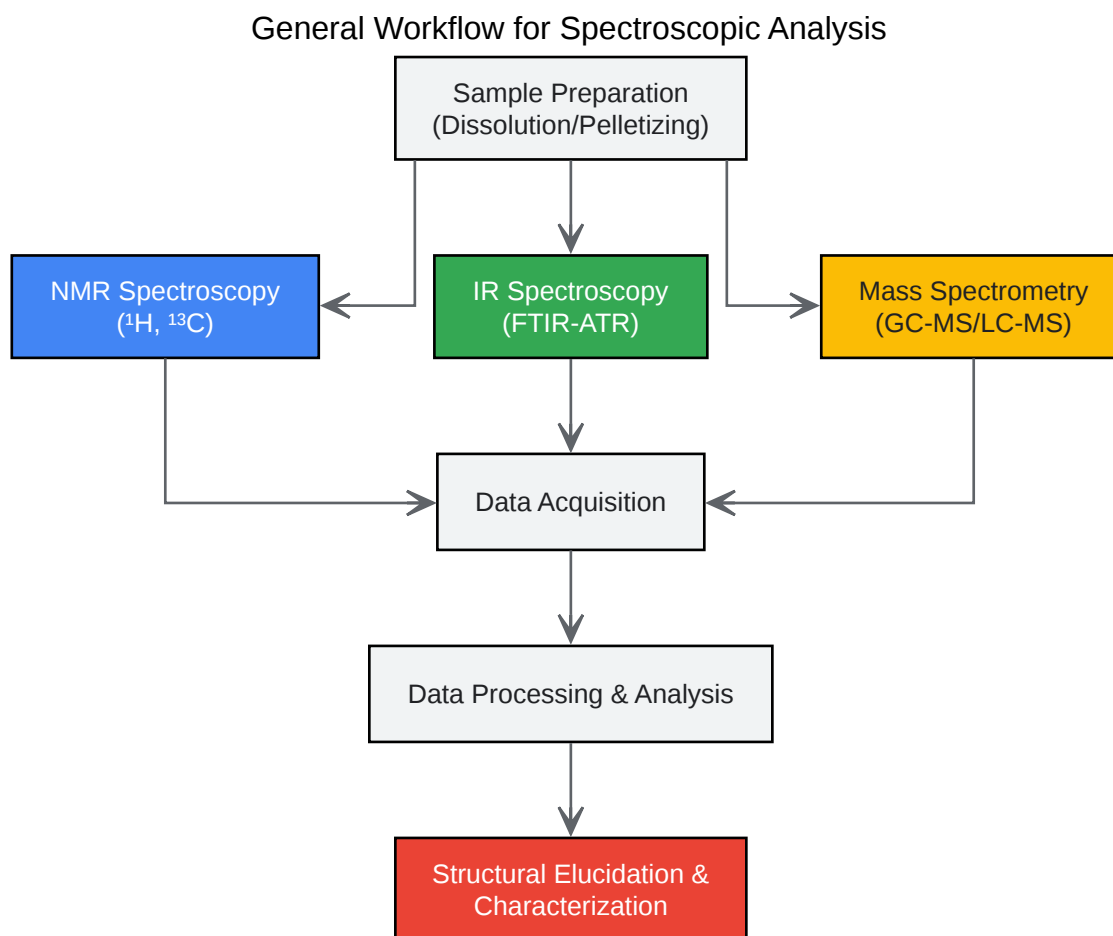 General Workflow for Spectroscopic Analysis
Sample Preparation
(Dissolution/Pelletizing)
NMR Spectroscopy
(¹H, ¹³C)
IR Spectroscopy
(FTIR-ATR)
Mass Spectrometry
(GC-MS/LC-MS)
Data Acquisition
Data Processing & Analysis
Structural Elucidation &
Characterization